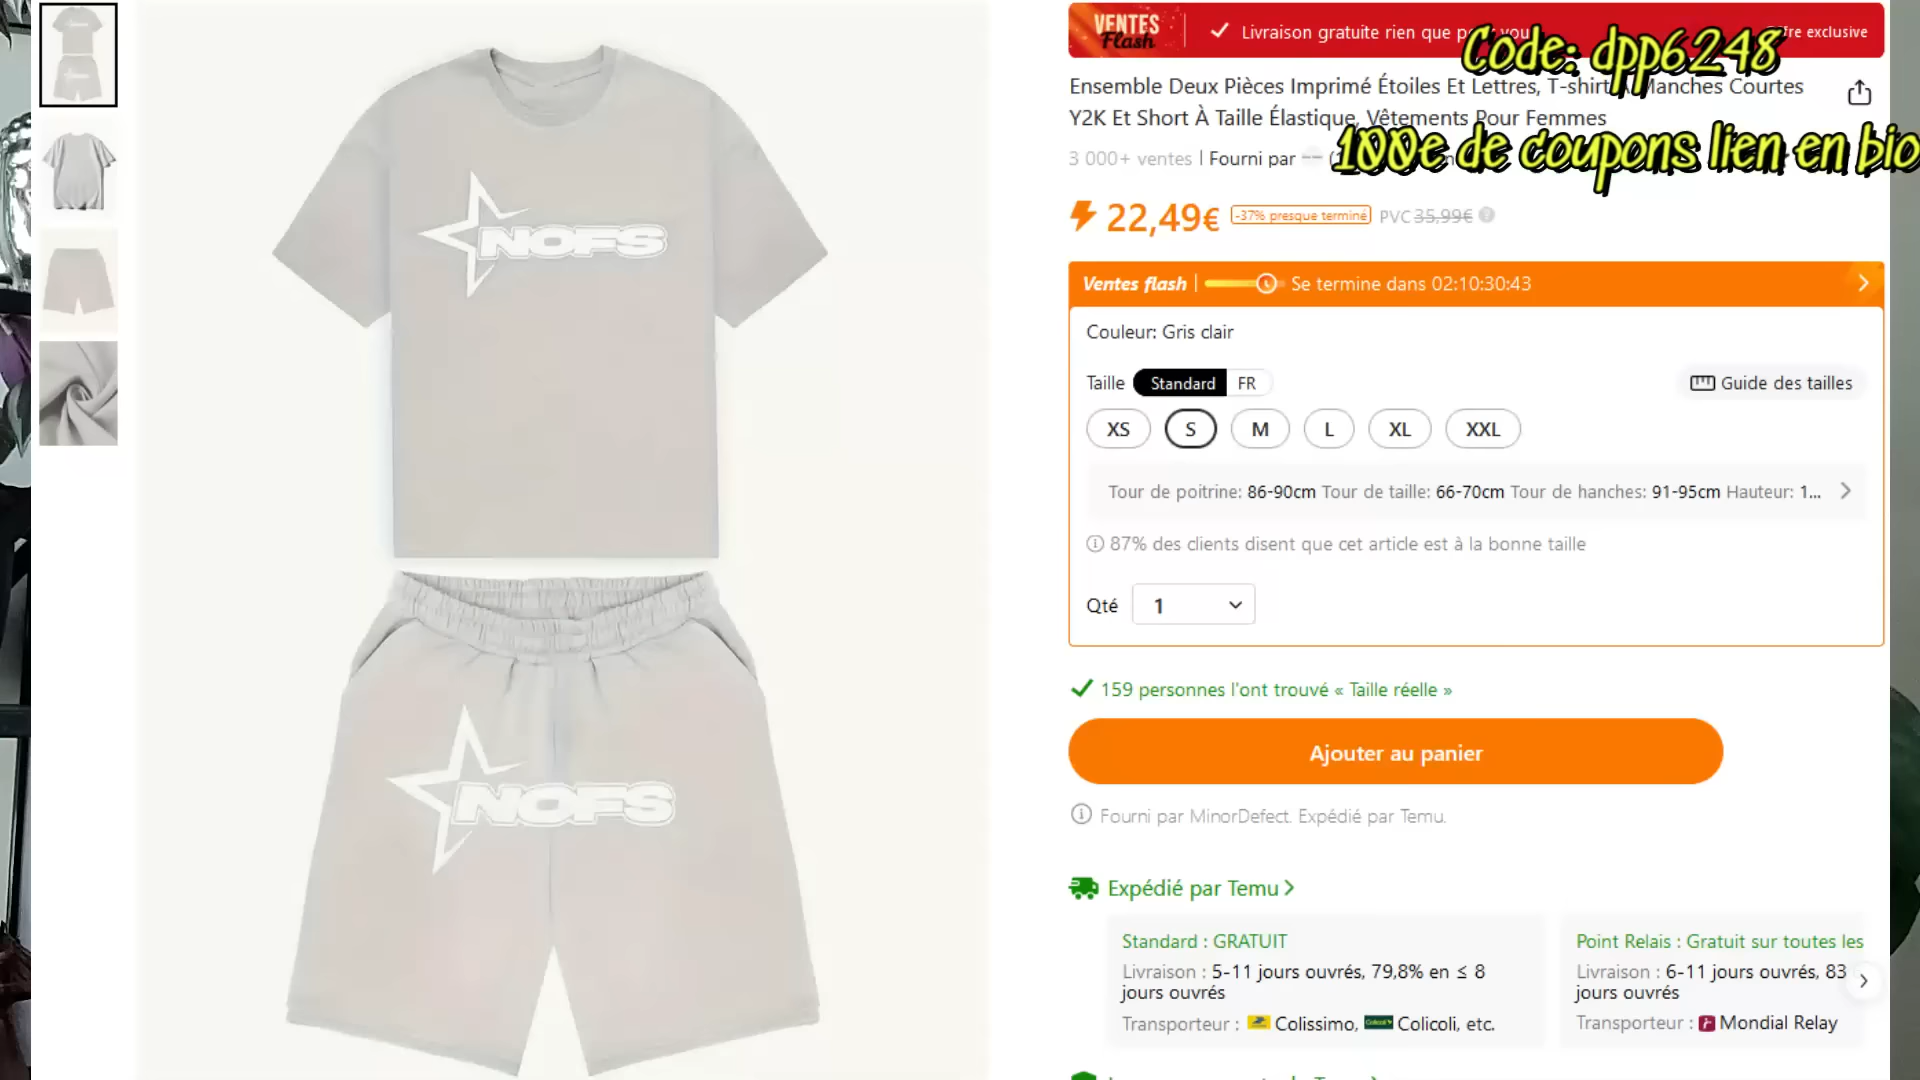 VENTES
Flash
Livraison gratuite rien que pour vous
exclusive
Code: dpp6248
Ensemble Deux Pièces Imprimé Étoiles Et Lettres, T-shirt À Manches Courtes
Y2K Et Short À Taille Élastique, Vêtements Pour Femmes
3 000+ ventes | Fourni par
100e de coupons lien en bio
22,49€ -37% presque terminé PVC 35,99€
Ventes flash | Se termine dans 02:10:30:43
Couleur: Gris clair
Taille Standard FR Guide des tailles
XS S M L XL XXL
Tour de poitrine: 86-90cm Tour de taille: 66-70cm Tour de hanches: 91-95cm Hauteur: 1...
87% des clients disent que cet article est à la bonne taille
Qté 1
159 personnes l'ont trouvé « Taille réelle »
Ajouter au panier
Fourni par MinorDefect. Expédié par Temu.
Expédié par Temu
Standard : GRATUIT
Livraison : 5-11 jours ouvrés, 79,8% en ≤ 8
jours ouvrés
Transporteur : Colissimo, Colicoli, etc.
Point Relais : Gratuit sur toutes les
Livraison : 6-11 jours ouvrés, 83
jours ouvrés
Transporteur : Mondial Relay
NOFS
NOFS